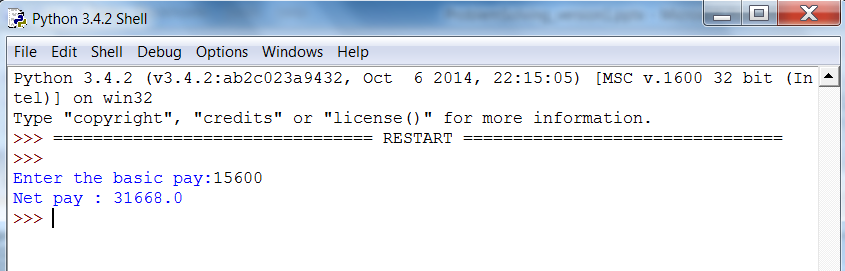 Python 3.4.2 Shell
File Edit Shell Debug Options Windows Help
Python 3.4.2 (v3.4.2:ab2c023a9432, Oct  6 2014, 22:15:05) [MSC v.1600 32 bit (In
tel)] on win32
Type "copyright", "credits" or "license()" for more information.
>>> ================================ RESTART ================================
>>>
Enter the basic pay:15600
Net pay : 31668.0
>>>